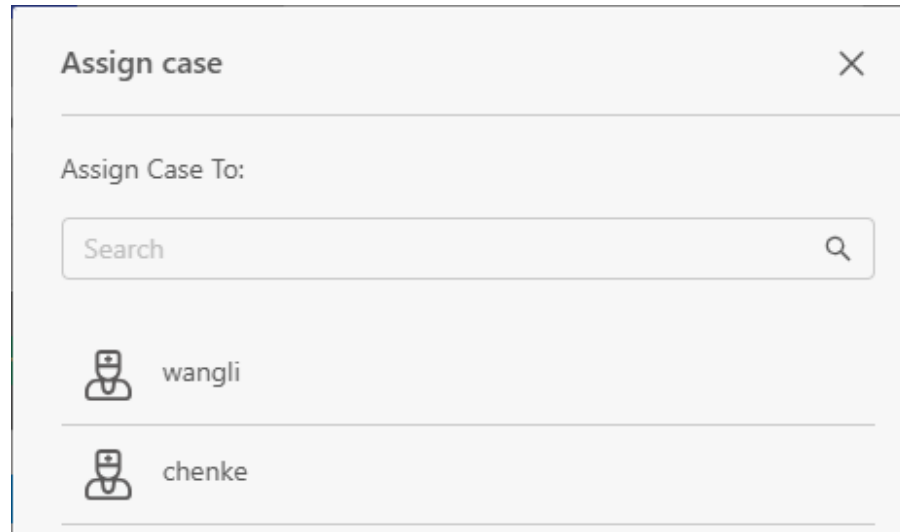 Assign case
Assign Case To:
Search
wangli
chenke